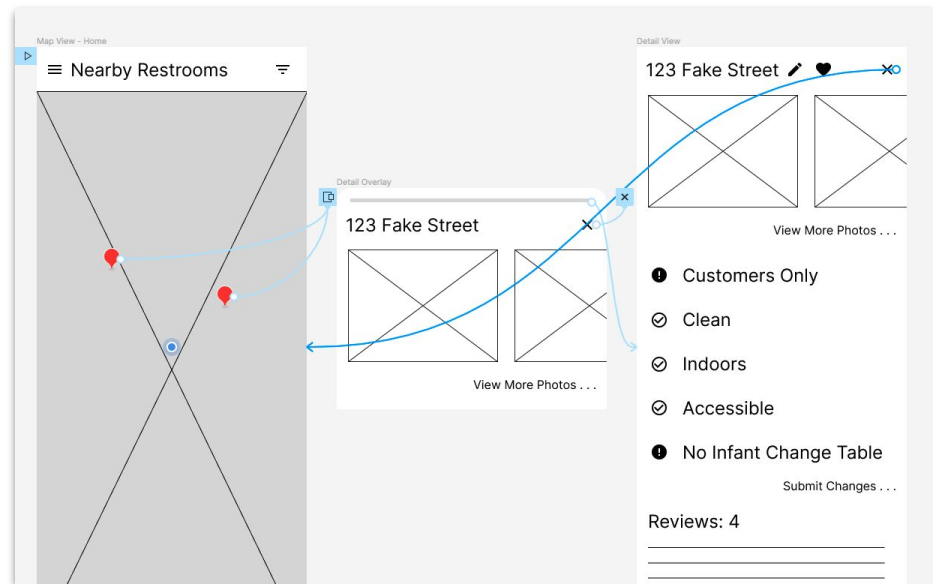 Map View - Home
Nearby Restrooms
Detail Overlay
123 Fake Street
View More Photos . . .
Detail View
123 Fake Street
View More Photos . . .
Customers Only
Clean
Indoors
Accessible
No Infant Change Table
Submit Changes . . .
Reviews: 4